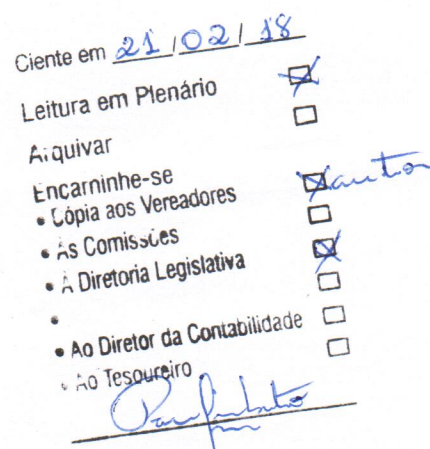 Ciente em 21/02/18
Leitura em Plenário
Arquivar
Encaminhe-se
• Cópia aos Vereadores
• Às Comissões
• À Diretoria Legislativa
•
• Ao Diretor da Contabilidade
• Ao Tesoureiro